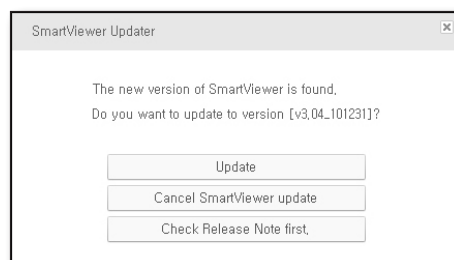 SmartViewer Updater
The new version of SmartViewer is found.
Do you want to update to version [v3.04_101231]?
Update
Cancel SmartViewer update
Check Release Note first.